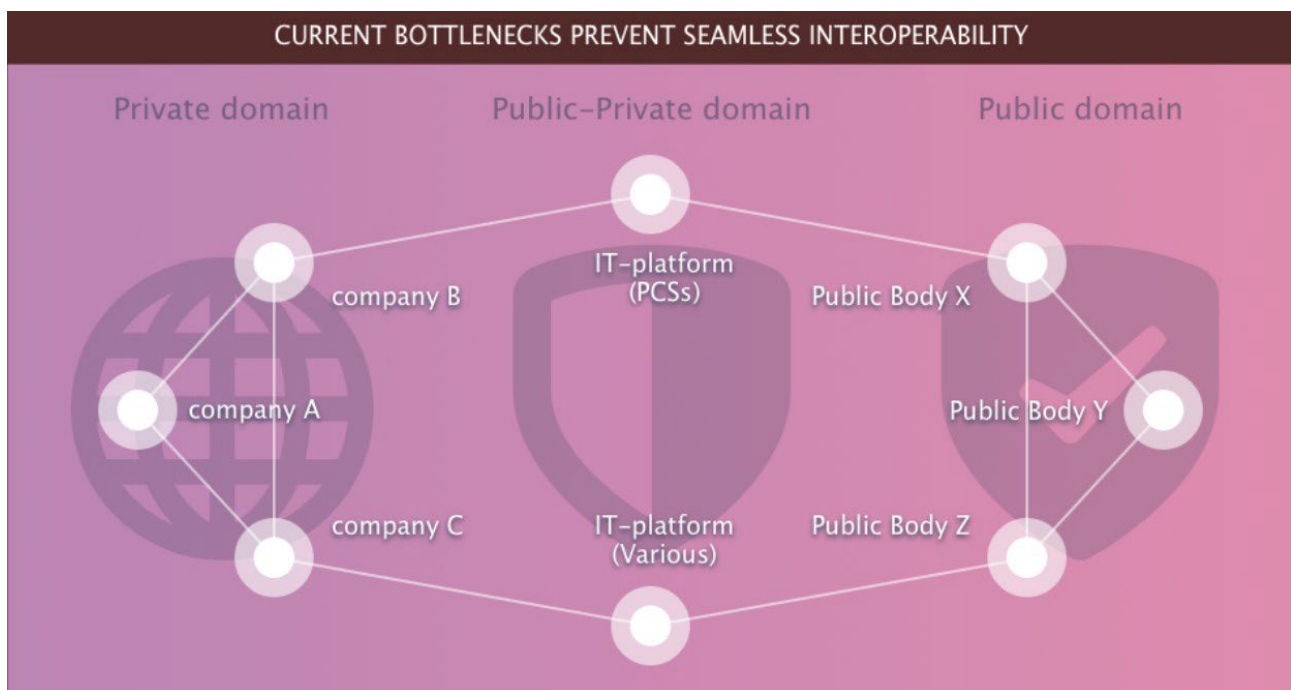 CURRENT BOTTLENECKS PREVENT SEAMLESS INTEROPERABILITY
Private domain
Public-Private domain
Public domain
IT-platform
(PCSs)
company B
Public Body X
company A
Public Body Y
company C
IT-platform
(Various)
Public Body Z